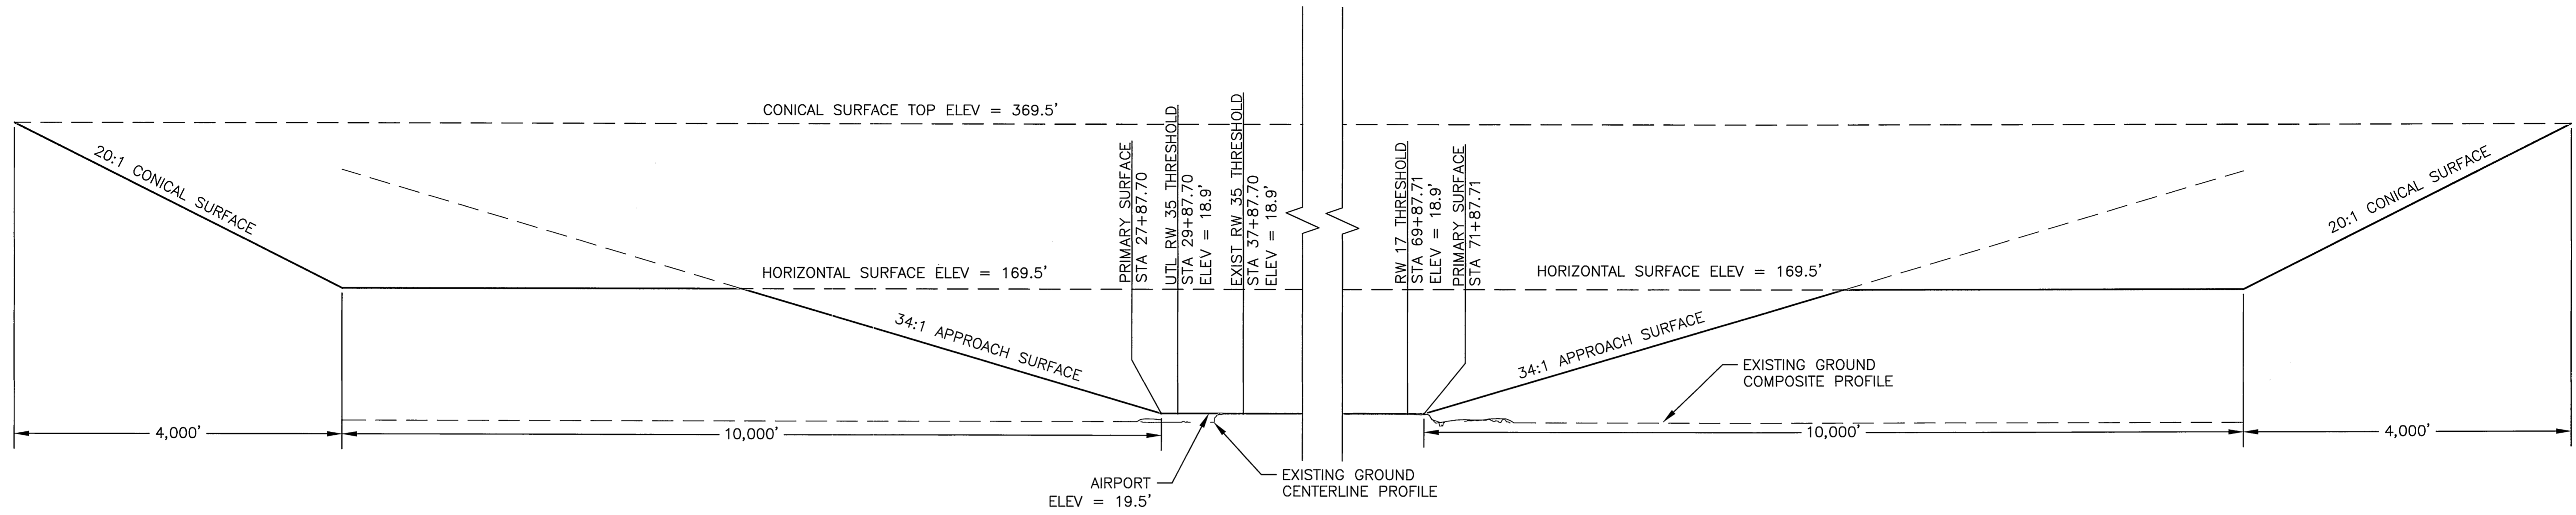 CONICAL SURFACE TOP ELEV = 369.5'
20:1 CONICAL SURFACE
HORIZONTAL SURFACE ELEV = 169.5'
34:1 APPROACH SURFACE
PRIMARY SURFACE
STA 27+87.70
UTL RW 35 THRESHOLD
STA 29+87.70
ELEV = 18.9'
EXIST RW 35 THRESHOLD
STA 37+87.70
ELEV = 18.9'
RW 17 THRESHOLD
STA 69+87.71
ELEV = 18.9'
PRIMARY SURFACE
STA 71+87.71
HORIZONTAL SURFACE ELEV = 169.5'
34:1 APPROACH SURFACE
20:1 CONICAL SURFACE
EXISTING GROUND
COMPOSITE PROFILE
4,000'
10,000'
10,000'
4,000'
AIRPORT
ELEV = 19.5'
EXISTING GROUND
CENTERLINE PROFILE